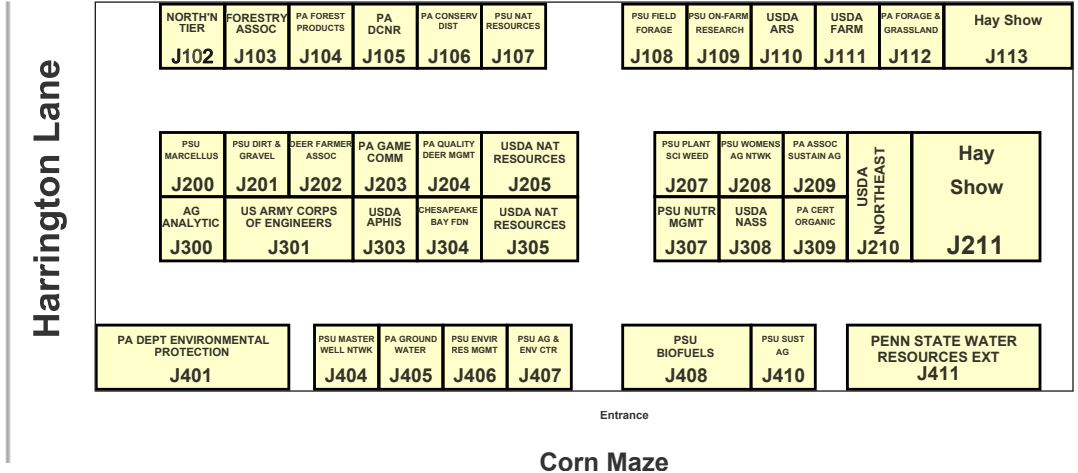 Harrington Lane
NORTH'N
TIER
J102
FORESTRY
ASSOC
J103
PA FOREST
PRODUCTS
J104
PA
DCNR
J105
PA CONSERV
DIST
J106
PSU NAT
RESOURCES
J107
PSU FIELD
FORAGE
J108
PSU ON-FARM
RESEARCH
J109
USDA
ARS
J110
USDA
FARM
J111
PA FORAGE &
GRASSLAND
J112
Hay Show
J113
PSU
MARCELLUS
J200
PSU DIRT &
GRAVEL
J201
DEER FARMER
ASSOC
J202
PA GAME
COMM
J203
PA QUALITY
DEER MGMT
J204
USDA NAT
RESOURCES
J205
PSU PLANT
SCI WEED
J207
PSU WOMENS
AG NTWK
J208
PA ASSOC
SUSTAIN AG
J209
USDA
NORTHEAST
J210
Hay
Show
J211
AG
ANALYTIC
J300
US ARMY CORPS
OF ENGINEERS
J301
USDA
APHIS
J303
CHESAPEAKE
BAY FDN
J304
USDA NAT
RESOURCES
J305
PSU NUTR
MGMT
J307
USDA
NASS
J308
PA CERT
ORGANIC
J309
PA DEPT ENVIRONMENTAL
PROTECTION
J401
PSU MASTER
WELL NTWK
J404
PA GROUND
WATER
J405
PSU ENVIR
RES MGMT
J406
PSU AG &
ENV CTR
J407
PSU
BIOFUELS
J408
PSU SUST
AG
J410
PENN STATE WATER
RESOURCES EXT
J411
Entrance
Corn Maze